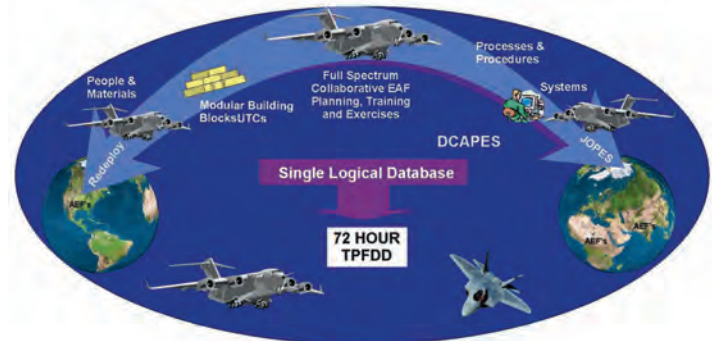 People &
Materials
Modular Building
BlocksUTCs
Full Spectrum
Collaborative EAF
Planning, Training
and Exercises
Processes &
Procedures
Systems
DCAPES
JOPES
Redeploy
Single Logical Database
72 HOUR
TPFDD
AEF's
AEF's
AEF's